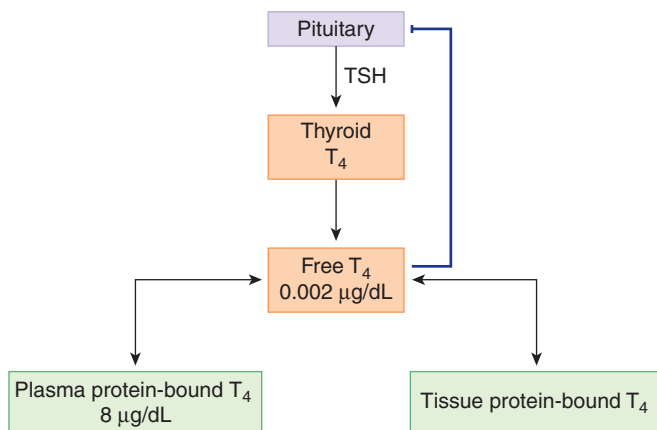 Pituitary
TSH
Thyroid
T₄
Free T₄
0.002 μg/dL
Plasma protein-bound T₄
8 μg/dL
Tissue protein-bound T₄